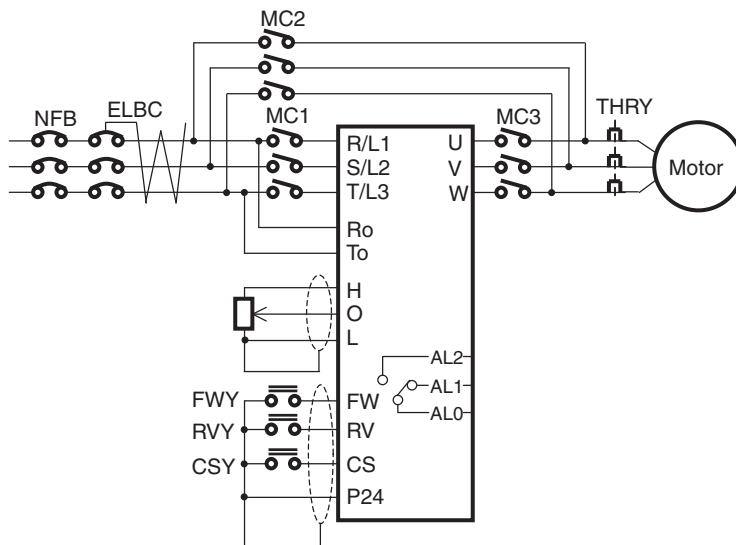 MC2
NFB
ELBC
MC1
MC3
THRY
R/L1
U
S/L2
V
Motor
T/L3
W
Ro
To
H
O
L
AL2
AL1
FWY
FW
AL0
RVY
RV
CSY
CS
P24